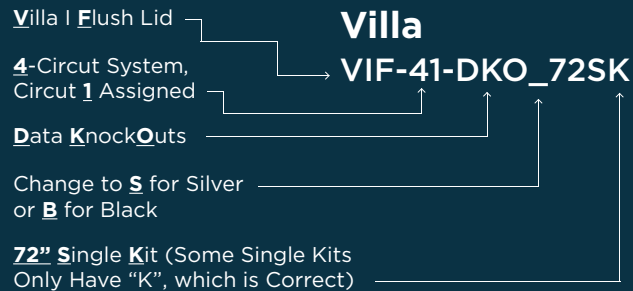 Villa I Flush Lid
Villa
VIF-41-DKO_72SK
4-Circut System,
Circut 1 Assigned
Data KnockOuts
Change to S for Silver
or B for Black
72” Single Kit (Some Single Kits
Only Have “K”, which is Correct)